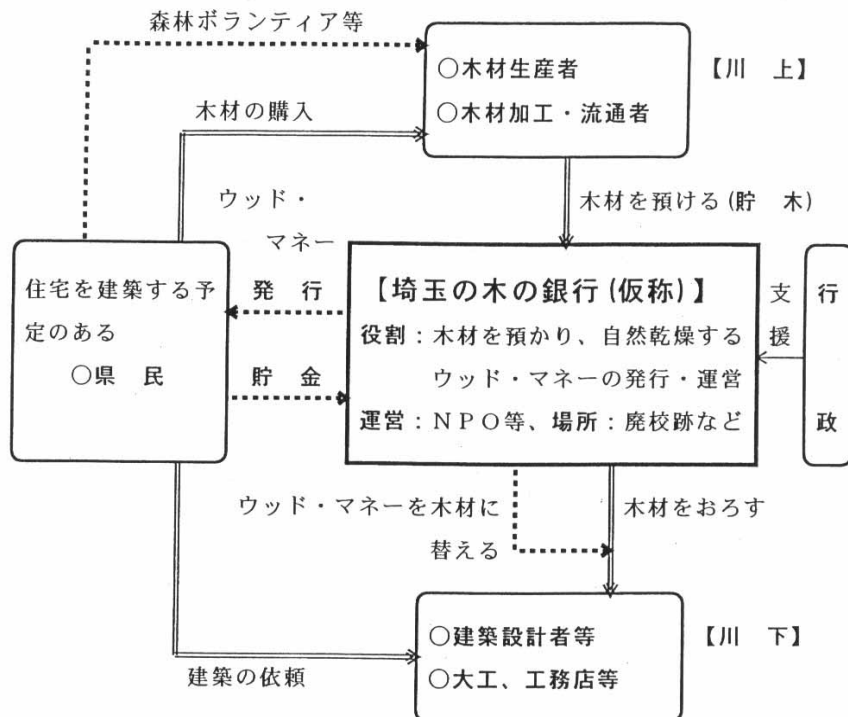 森林ボランティア等
○木材生産者
○木材加工・流通者
【川 上】
木材の購入
木材を預ける(貯 木)
ウッド・
マネー
住宅を建築する予
定のある
○県 民
発 行
貯 金
【埼玉の木の銀行(仮称)】
役割：木材を預かり、自然乾燥する
ウッド・マネーの発行・運営
運営：NPO等、場所：廃校跡など
支援
行政
ウッド・マネーを木材に
替える
木材をおろす
○建築設計者等
○大工、工務店等
【川 下】
建築の依頼